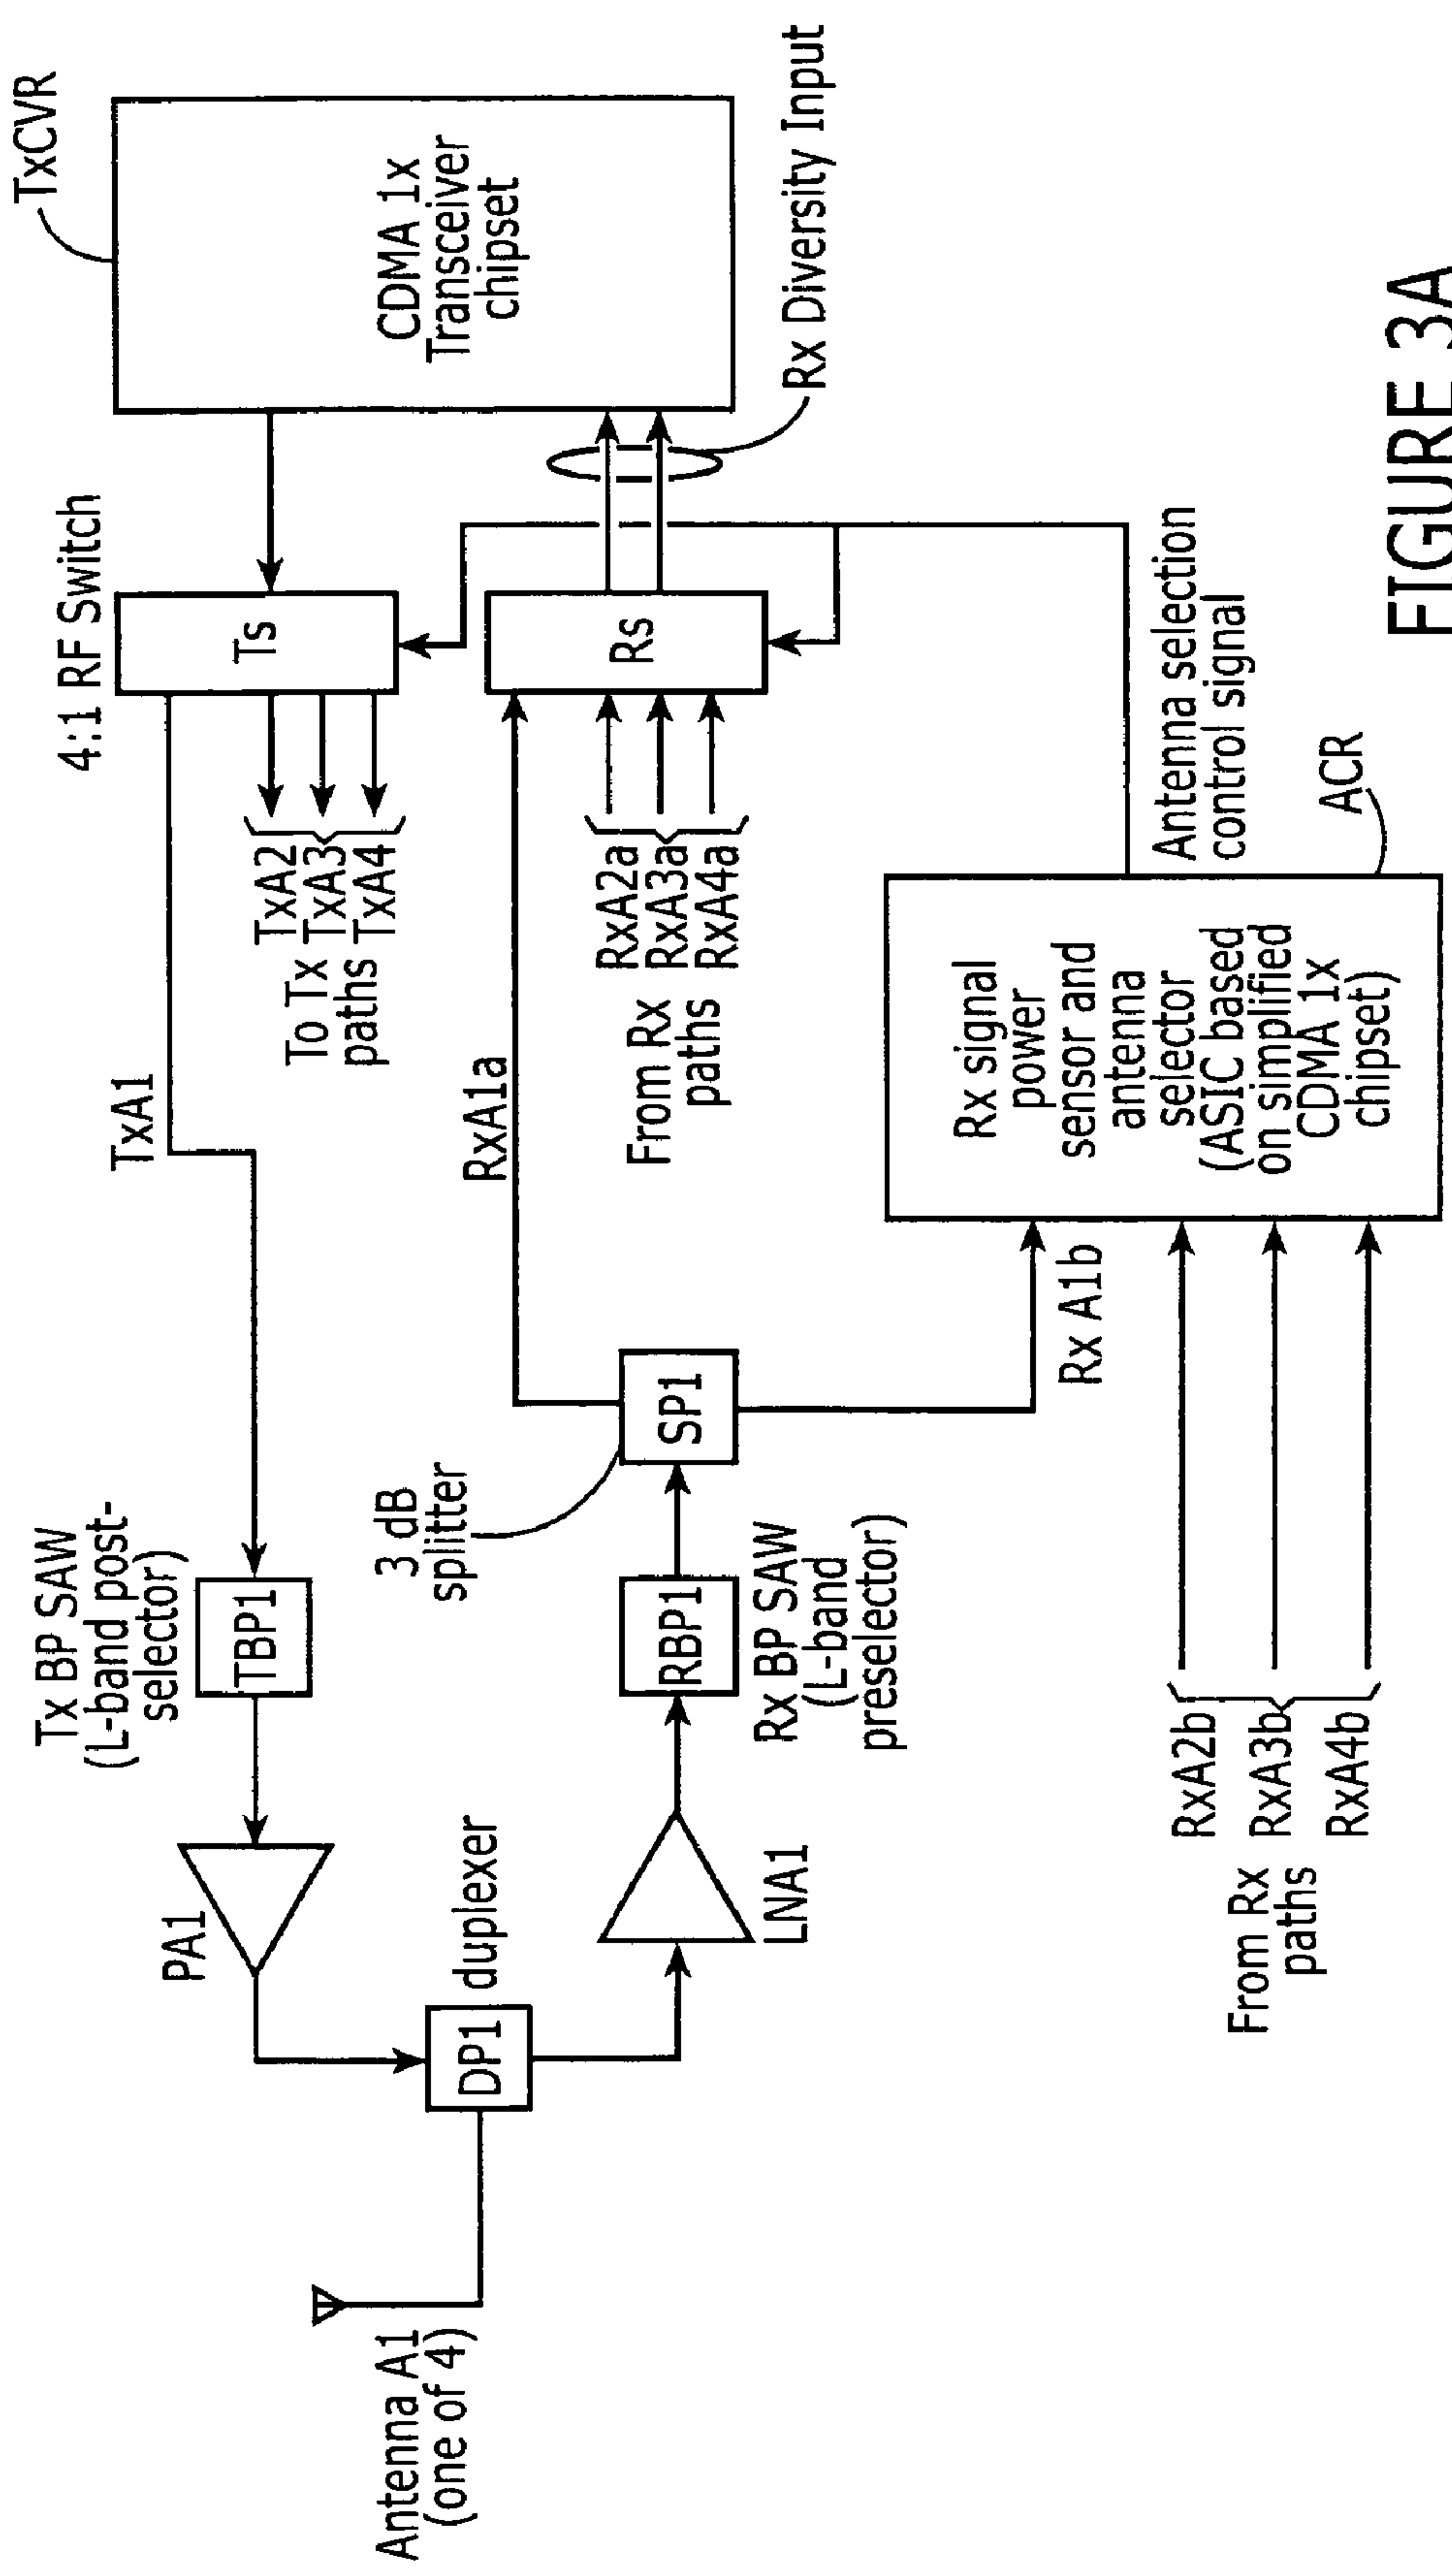 TxCVR
4:1 RF Switch
CDMA 1x
Transceiver
chipset
Ts
TxA1
TxA2
TxA3
TxA4
To Tx
paths
Tx BP SAW
(L-band post-
selector)
TBP1
PA1
Rx Diversity Input
Rs
RxA1a
RxA2a
RxA3a
RxA4a
From Rx
paths
3 dB
splitter
SP1
RBP1
Rx BP SAW
(L-band
preselector)
LNA1
duplexer
DP1
Antenna A1
(one of 4)
Antenna selection
control signal
ACR
Rx signal
power
sensor and
antenna
selector
(ASIC based
on simplified
CDMA 1x
chipset)
Rx A1b
RxA2b
RxA3b
RxA4b
From Rx
paths
FIGURE 3A